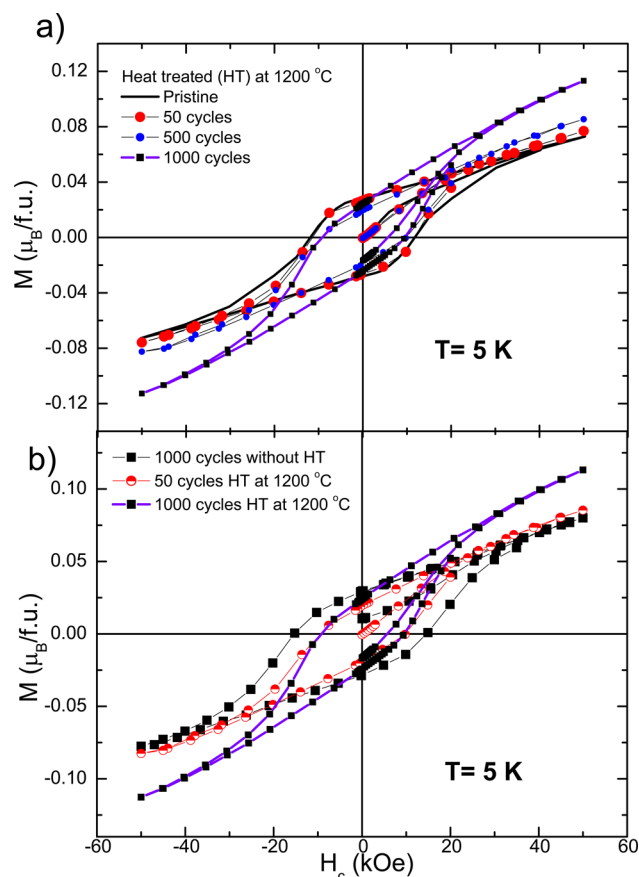 a)
0.12
0.08
0.04
0.00
-0.04
-0.08
-0.12
M (μB/f.u.)
Heat treated (HT) at 1200 °C
Pristine
50 cycles
500 cycles
1000 cycles
T= 5 K
b)
0.10
0.05
0.00
-0.05
-0.10
M (μB/f.u.)
1000 cycles without HT
50 cycles HT at 1200 °C
1000 cycles HT at 1200 °C
T= 5 K
-60 -40 -20 0 20 40 60
Hc (kOe)